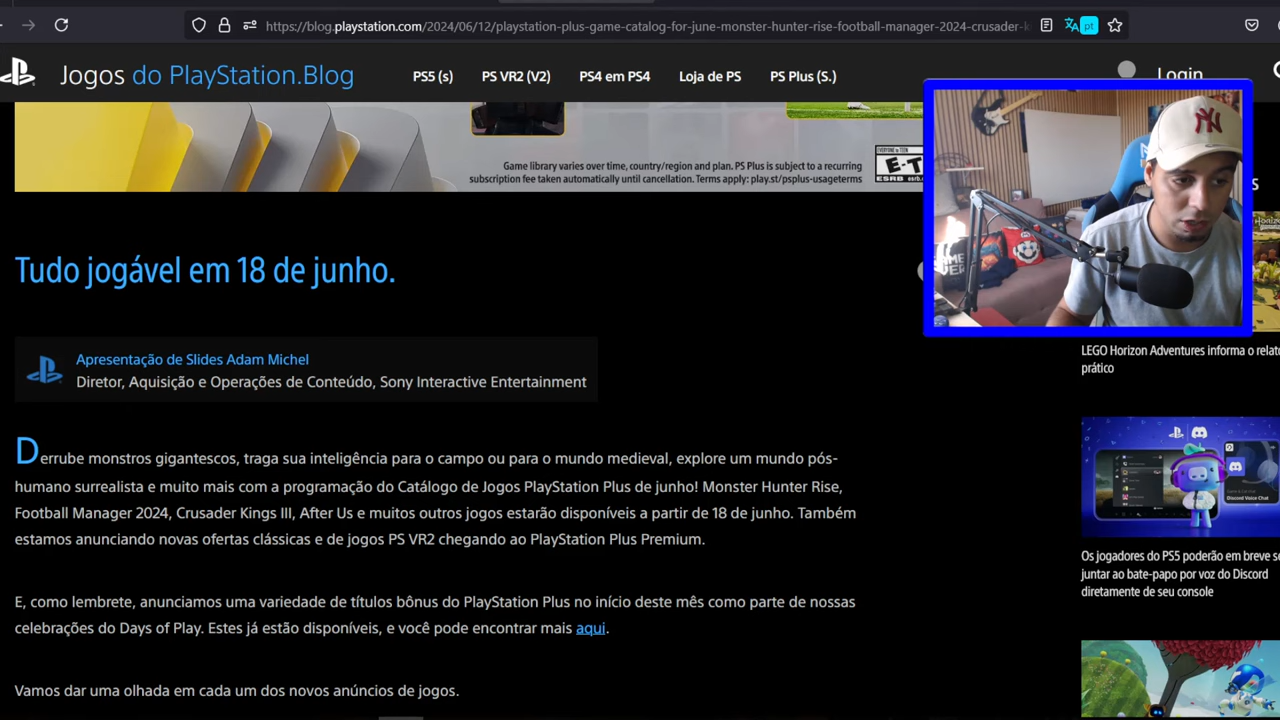 https://blog.playstation.com/2024/06/12/playstation-plus-game-catalog-for-june-monster-hunter-rise-football-manager-2024-crusader-k
pt
Jogos do PlayStation.Blog
PS5 (s)
PS VR2 (V2)
PS4 em PS4
Loja de PS
PS Plus (S.)
Login
Game library varies over time, country/region and plan. PS Plus is subject to a recurring
subscription fee taken automatically until cancellation. Terms apply: play.st/psplus-usageterms
E-T
ESRB
NY
Tudo jogável em 18 de junho.
Apresentação de Slides Adam Michel
Diretor, Aquisição e Operações de Conteúdo, Sony Interactive Entertainment
Derrube monstros gigantescos, traga sua inteligência para o campo ou para o mundo medieval, explore um mundo pós-
humano surrealista e muito mais com a programação do Catálogo de Jogos PlayStation Plus de junho! Monster Hunter Rise,
Football Manager 2024, Crusader Kings III, After Us e muitos outros jogos estarão disponíveis a partir de 18 de junho. Também
estamos anunciando novas ofertas clássicas e de jogos PS VR2 chegando ao PlayStation Plus Premium.
E, como lembrete, anunciamos uma variedade de títulos bônus do PlayStation Plus no início deste mês como parte de nossas
celebrações do Days of Play. Estes já estão disponíveis, e você pode encontrar mais aqui.
Vamos dar uma olhada em cada um dos novos anúncios de jogos.
LEGO Horizon Adventures informa o relat
prático
Discord Voice Chat
Os jogadores do PS5 poderão em breve se
juntar ao bate-papo por voz do Discord
diretamente de seu console